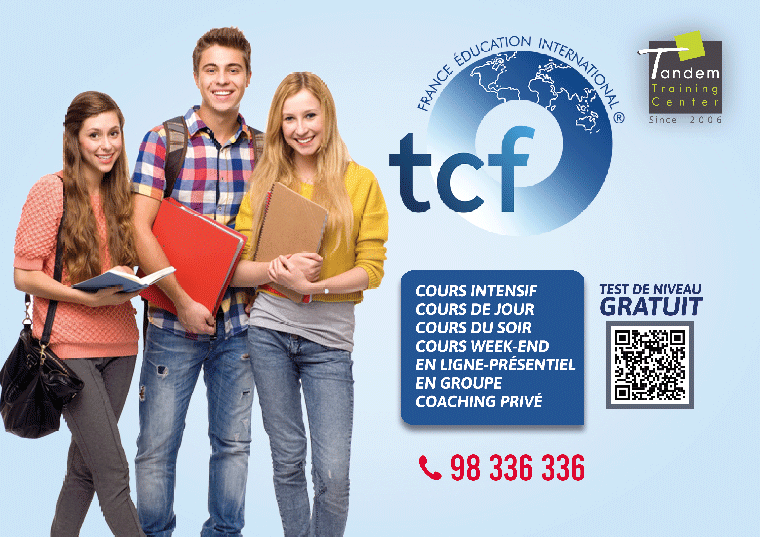 FRANCE ÉDUCATION INTERNATIONAL®
tcf
Tandem
Training
Center
Since 2006
COURS INTENSIF
COURS DE JOUR
COURS DU SOIR
COURS WEEK-END
EN LIGNE-PRÉSENTIEL
EN GROUPE
COACHING PRIVÉ
TEST DE NIVEAU
GRATUIT
98 336 336